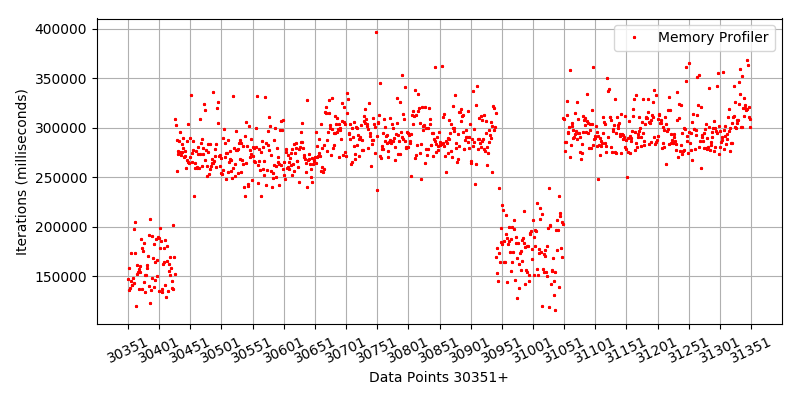 400000
350000
300000
250000
200000
150000
Iterations (milliseconds)
Memory Profiler
30351 30401 30451 30501 30551 30601 30651 30701 30751 30801 30851 30901 30951 31001 31051 31101 31151 31201 31251 31301 31351
Data Points 30351+